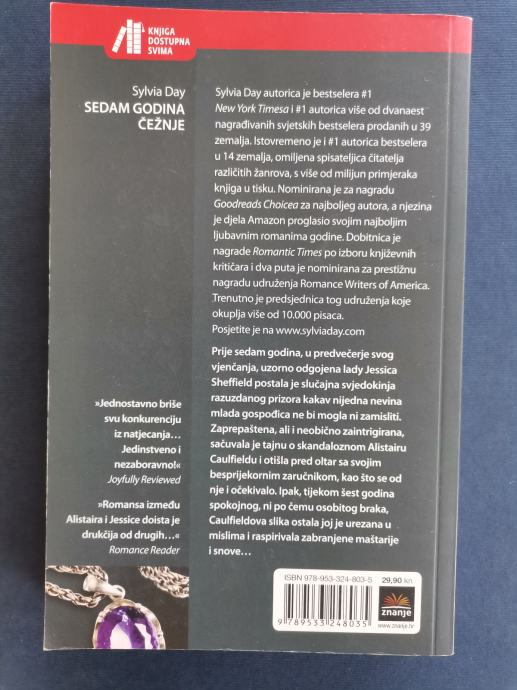 KNJIGA
DOSTUPNA
SVIMA
Sylvia Day
SEDAM GODINA
ČEŽNJE
Sylvia Day autorica je bestselera #1
New York Timesa i #1 autorica više od dvanaest
nagrađivanih svjetskih bestselera prodanih u 39
zemalja. Istovremeno je i #1 autorica bestselera
u 14 zemalja, omiljena spisateljica čitatelja
različitih žanrova, s više od milijun primjeraka
knjiga u tisku. Nominirana je za nagradu
Goodreads Choicea za najboljeg autora, a njezina
je djela Amazon proglasio svojim najboljim
ljubavnim romanima godine. Dobitnica je
nagrade Romantic Times po izboru književnih
kritičara i dva puta je nominirana za prestižnu
nagradu udruženja Romance Writers of America.
Trenutno je predsjednica tog udruženja koje
okuplja više od 10.000 pisaca.
Posjetite je na www.sylviaday.com
Prije sedam godina, u predvečerje svog
vjenčanja, uzorno odgojena lady Jessica
Sheffield postala je slučajna svjedokinja
razuzdanog prizora kakav nijedna nevina
mlada gospođica ne bi mogla ni zamisliti.
Zaprepaštena, ali i neobično zaintrigirana,
sačuvala je tajnu o skandaloznom Alistairu
Caulfieldu i otišla pred oltar sa svojim
besprijekornim zaručnikom, kao što se od
nje i očekivalo. Ipak, tijekom šest godina
spokojnog, ni po čemu osobitog braka,
Caulfieldova slika ostala joj je urezana u
mislima i raspirivala zabranjene maštarije
i snove...
»Jednostavno briše
svu konkurenciju
iz natjecanja...
Jedinstveno i
nezaboravno!«
Joyfully Reviewed
»Romansa između
Alistaira i Jessice doista je
drukčija od drugih...«
Romance Reader
ISBN 978-953-324-803-5
29,90 kn
9 789533 248035
znanje
www.znanje.hr